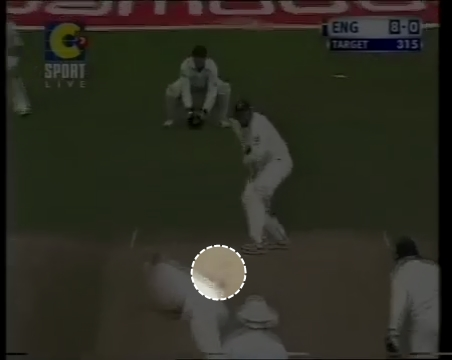 ENG 8-0
TARGET 315
SPORT
LIVE